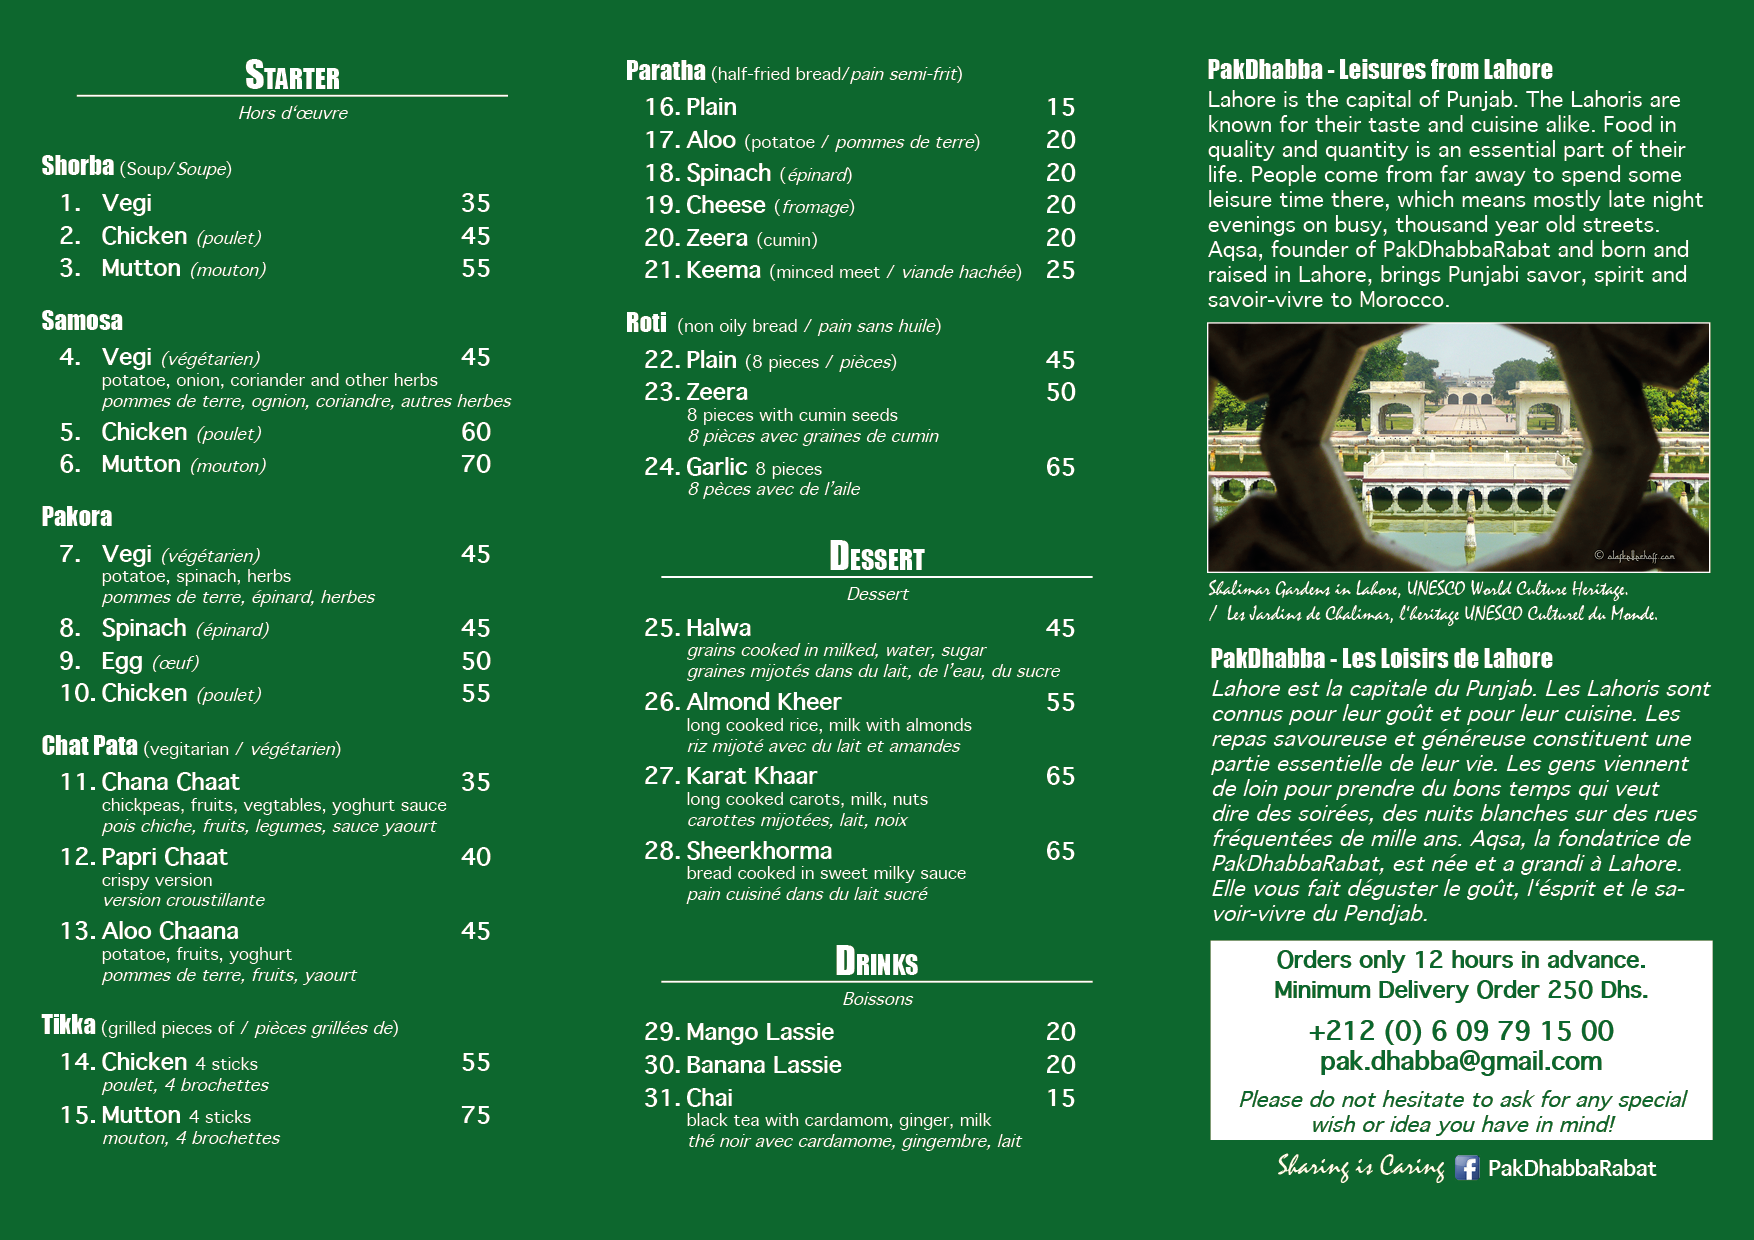 STARTER
Hors d‘œuvre
Shorba (Soup/Soupe)
1. Vegi 35
2. Chicken (poulet) 45
3. Mutton (mouton) 55
Samosa
4. Vegi (végétarien) 45
potatoe, onion, coriander and other herbs
pommes de terre, ognion, coriandre, autres herbes
5. Chicken (poulet) 60
6. Mutton (mouton) 70
Pakora
7. Vegi (végétarien) 45
potatoe, spinach, herbs
pommes de terre, épinard, herbes
8. Spinach (épinard) 45
9. Egg (œuf) 50
10. Chicken (poulet) 55
Chat Pata (vegitarian / végétarien)
11. Chana Chaat 35
chickpeas, fruits, vegtables, yoghurt sauce
pois chiche, fruits, legumes, sauce yaourt
12. Papri Chaat 40
crispy version
version croustillante
13. Aloo Chaana 45
potatoe, fruits, yoghurt
pommes de terre, fruits, yaourt
Tikka (grilled pieces of / pièces grillées de)
14. Chicken 4 sticks 55
poulet, 4 brochettes
15. Mutton 4 sticks 75
mouton, 4 brochettes
Paratha (half-fried bread/pain semi-frit)
16. Plain 15
17. Aloo (potatoe / pommes de terre) 20
18. Spinach (épinard) 20
19. Cheese (fromage) 20
20. Zeera (cumin) 20
21. Keema (minced meet / viande hachée) 25
Roti (non oily bread / pain sans huile)
22. Plain (8 pieces / pièces) 45
23. Zeera 50
8 pieces with cumin seeds
8 pièces avec graines de cumin
24. Garlic 8 pieces 65
8 pèces avec de l’aile
DESSERT
Dessert
25. Halwa 45
grains cooked in milked, water, sugar
graines mijotés dans du lait, de l’eau, du sucre
26. Almond Kheer 55
long cooked rice, milk with almonds
riz mijoté avec du lait et amandes
27. Karat Khaar 65
long cooked carots, milk, nuts
carottes mijotées, lait, noix
28. Sheerkhorma 65
bread cooked in sweet milky sauce
pain cuisiné dans du lait sucré
DRINKS
Boissons
29. Mango Lassie 20
30. Banana Lassie 20
31. Chai 15
black tea with cardamom, ginger, milk
thé noir avec cardamome, gingembre, lait
PakDhabba - Leisures from Lahore
Lahore is the capital of Punjab. The Lahoris are
known for their taste and cuisine alike. Food in
quality and quantity is an essential part of their
life. People come from far away to spend some
leisure time there, which means mostly late night
evenings on busy, thousand year old streets.
Aqsa, founder of PakDhabbaRabat and born and
raised in Lahore, brings Punjabi savor, spirit and
savoir-vivre to Morocco.
Shalimar Gardens in Lahore, UNESCO World Culture Heritage.
/ Les Jardins de Chalimar, l‘heritage UNESCO Culturel du Monde.
PakDhabba - Les Loisirs de Lahore
Lahore est la capitale du Punjab. Les Lahoris sont
connus pour leur goût et pour leur cuisine. Les
repas savoureuse et généreuse constituent une
partie essentielle de leur vie. Les gens viennent
de loin pour prendre du bons temps qui veut
dire des soirées, des nuits blanches sur des rues
fréquentées de mille ans. Aqsa, la fondatrice de
PakDhabbaRabat, est née et a grandi à Lahore.
Elle vous fait déguster le goût, l‘ésprit et le sa-
voir-vivre du Pendjab.
Orders only 12 hours in advance.
Minimum Delivery Order 250 Dhs.
+212 (0) 6 09 79 15 00
pak.dhabba@gmail.com
Please do not hesitate to ask for any special
wish or idea you have in mind!
Sharing is Caring f PakDhabbaRabat